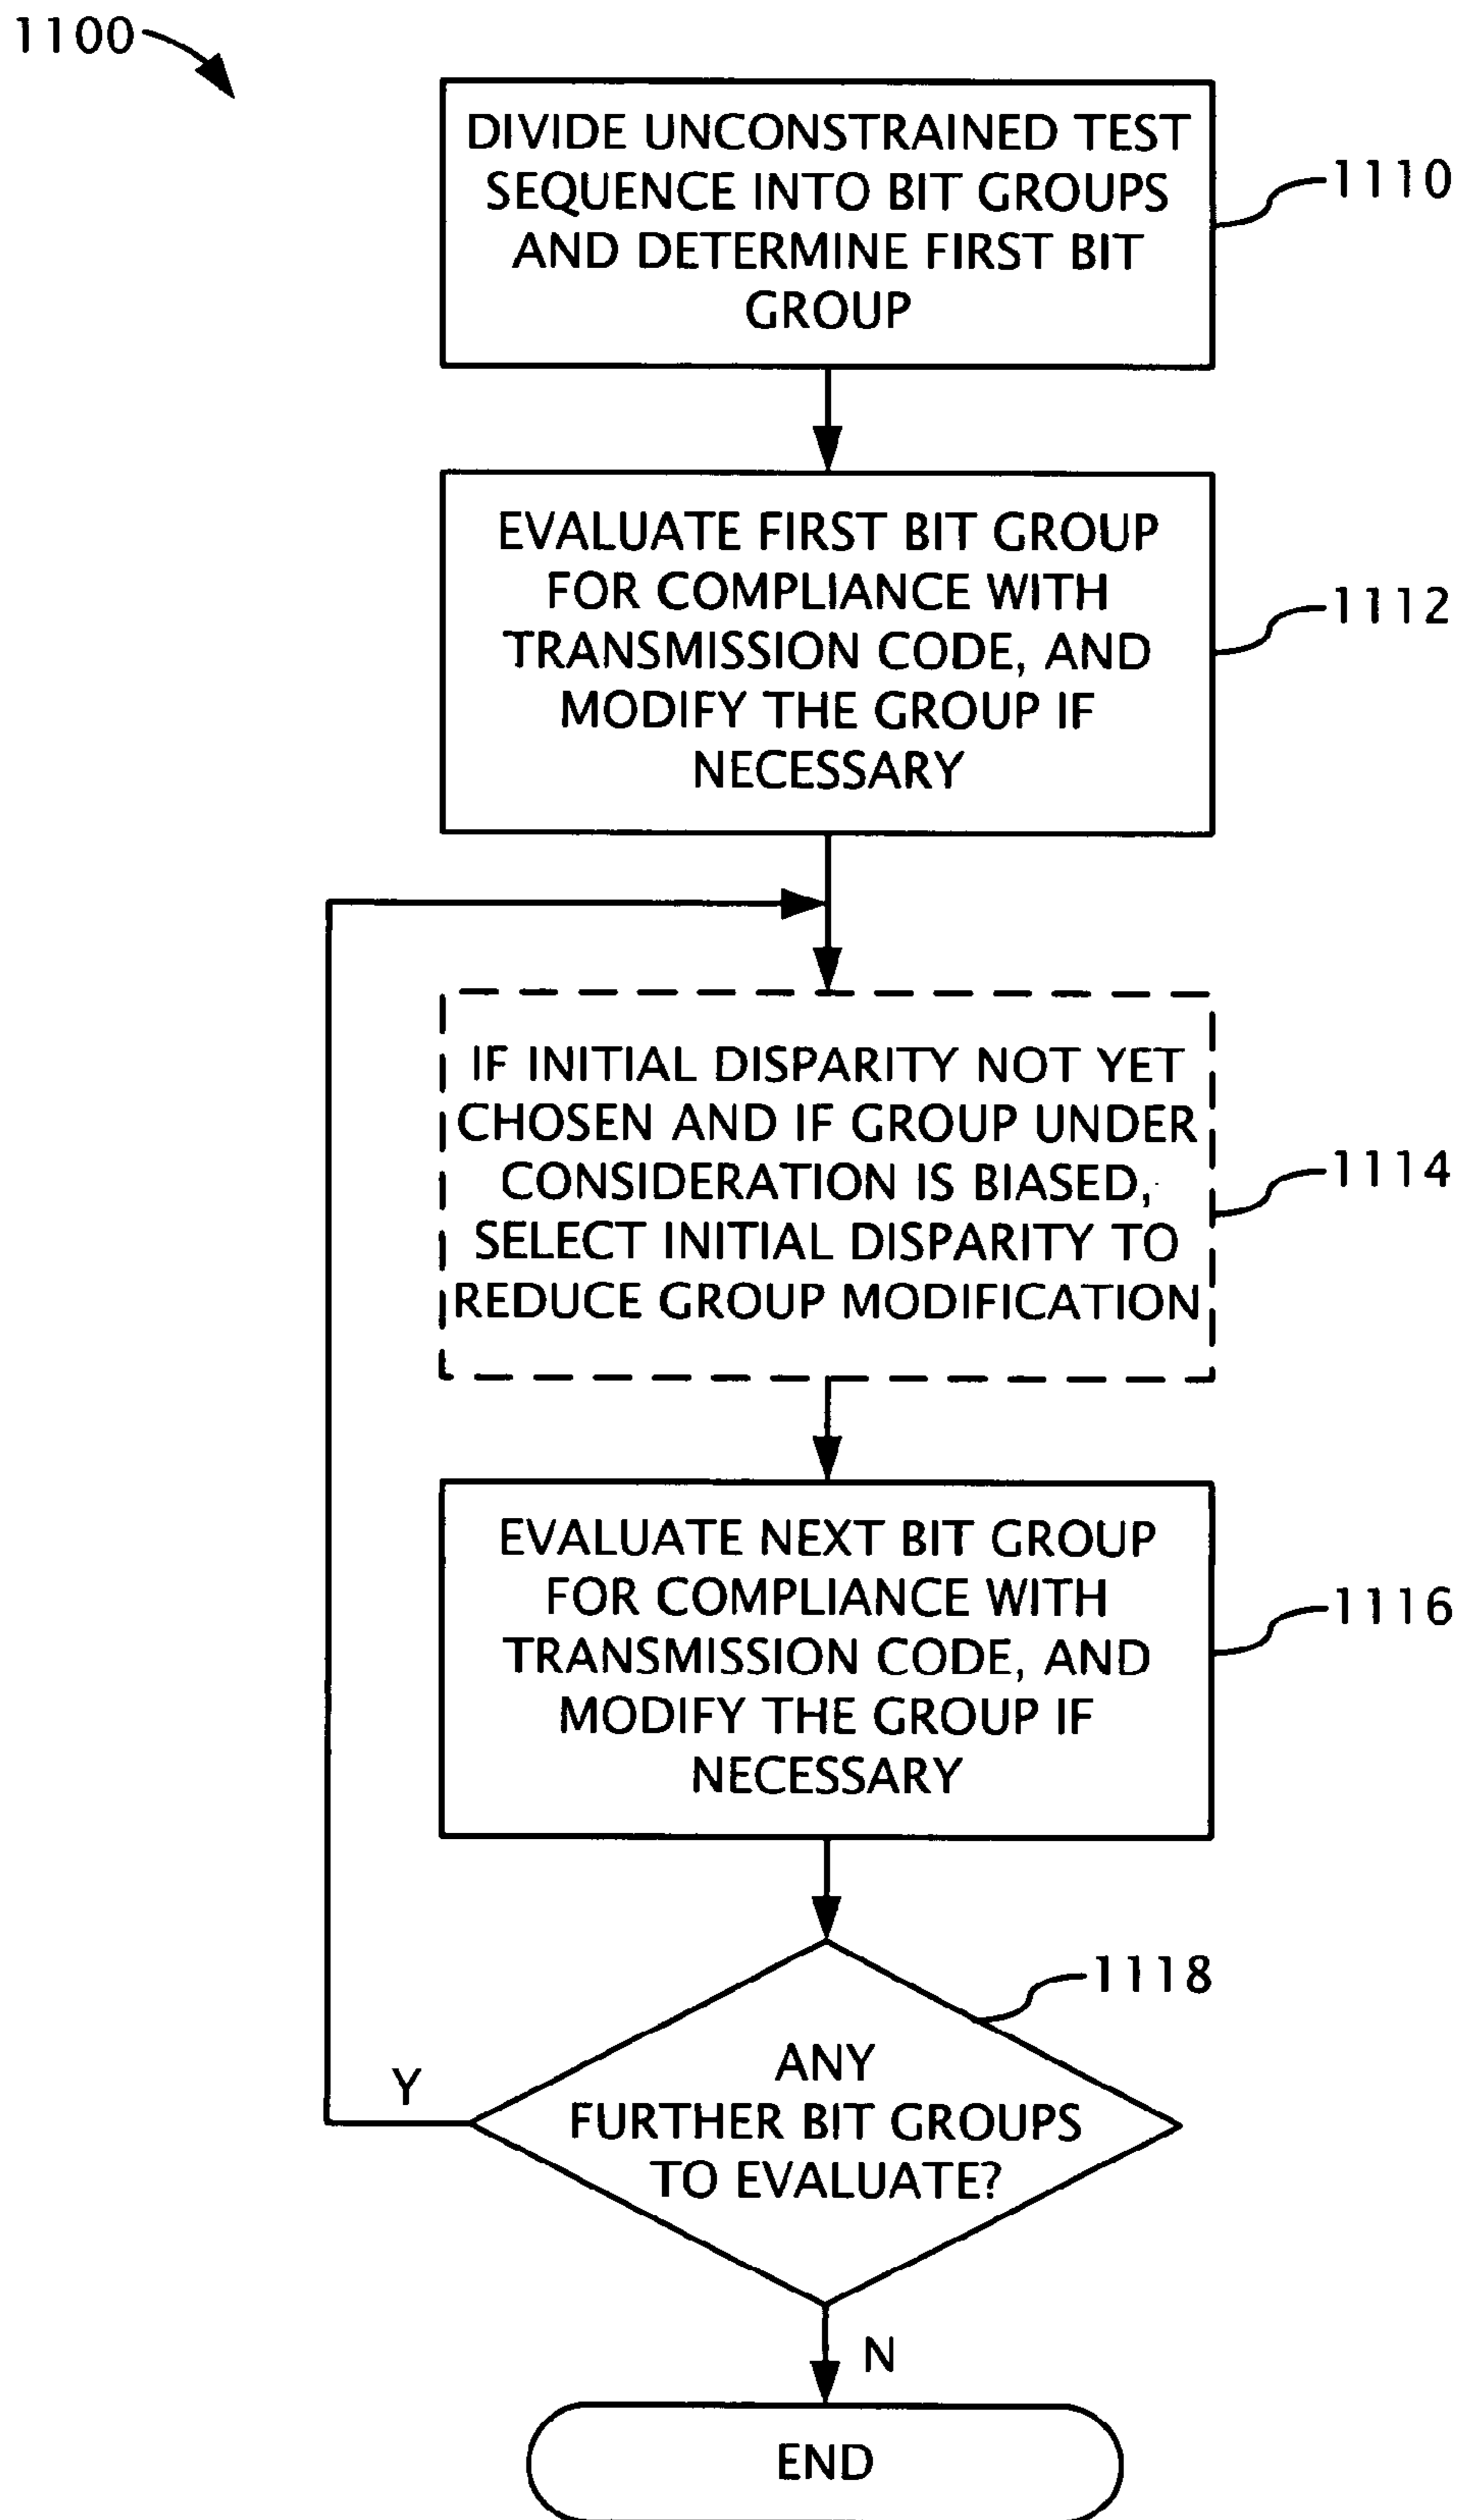 1100
DIVIDE UNCONSTRAINED TEST
SEQUENCE INTO BIT GROUPS
AND DETERMINE FIRST BIT
GROUP
1110
EVALUATE FIRST BIT GROUP
FOR COMPLIANCE WITH
TRANSMISSION CODE, AND
MODIFY THE GROUP IF
NECESSARY
1112
IF INITIAL DISPARITY NOT YET
CHOSEN AND IF GROUP UNDER
CONSIDERATION IS BIASED,
SELECT INITIAL DISPARITY TO
REDUCE GROUP MODIFICATION
1114
EVALUATE NEXT BIT GROUP
FOR COMPLIANCE WITH
TRANSMISSION CODE, AND
MODIFY THE GROUP IF
NECESSARY
1116
1118
ANY
FURTHER BIT GROUPS
TO EVALUATE?
Y
N
END